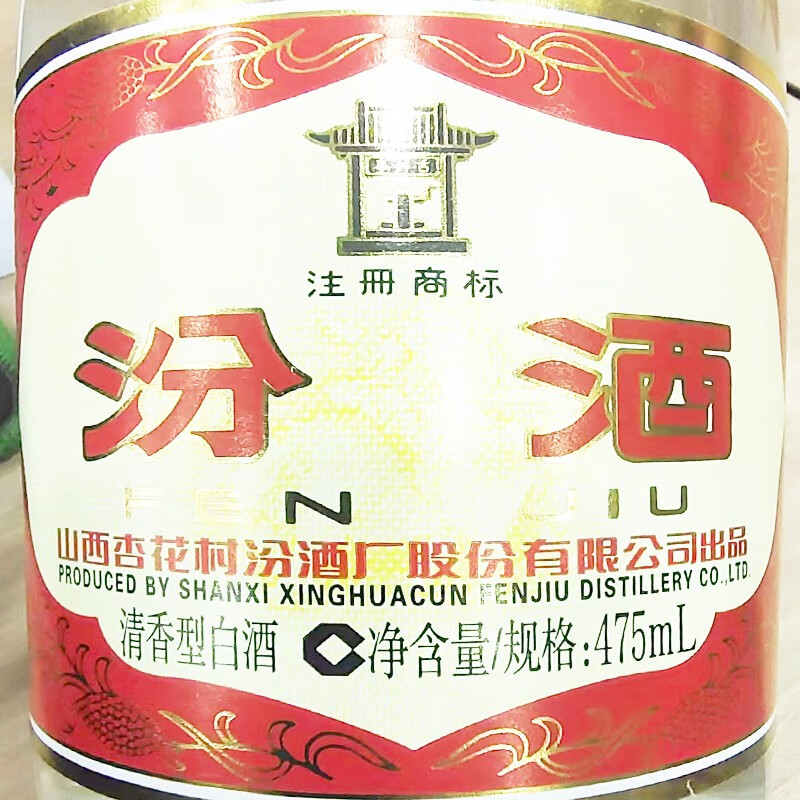 注册商标
汾酒
FEN JIU
山西杏花村汾酒厂股份有限公司出品
PRODUCED BY SHANXI XINGHUACUN FENJIU DISTILLERY CO.,LTD.
清香型白酒 净含量/规格:475mL